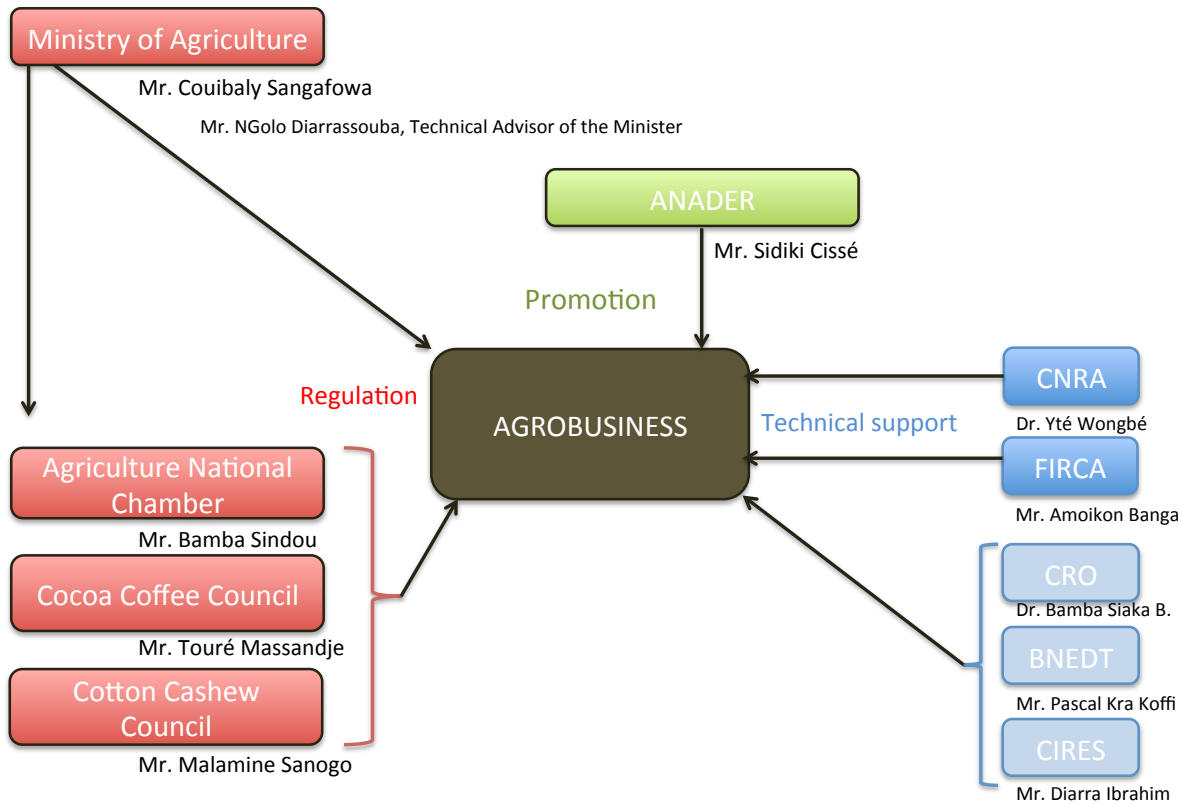 Ministry of Agriculture
Mr. Couibaly Sangafowa
Mr. NGolo Diarrassouba, Technical Advisor of the Minister
ANADER
Mr. Sidiki Cissé
Promotion
Regulation
AGROBUSINESS
Technical support
CNRA
Dr. Yté Wongbé
FIRCA
Mr. Amoikon Banga
Agriculture National
Chamber
Mr. Bamba Sindou
Cocoa Coffee Council
Mr. Touré Massandje
Cotton Cashew
Council
Mr. Malamine Sanogo
CRO
Dr. Bamba Siaka B.
BNEDT
Mr. Pascal Kra Koffi
CIRES
Mr. Diarra Ibrahim